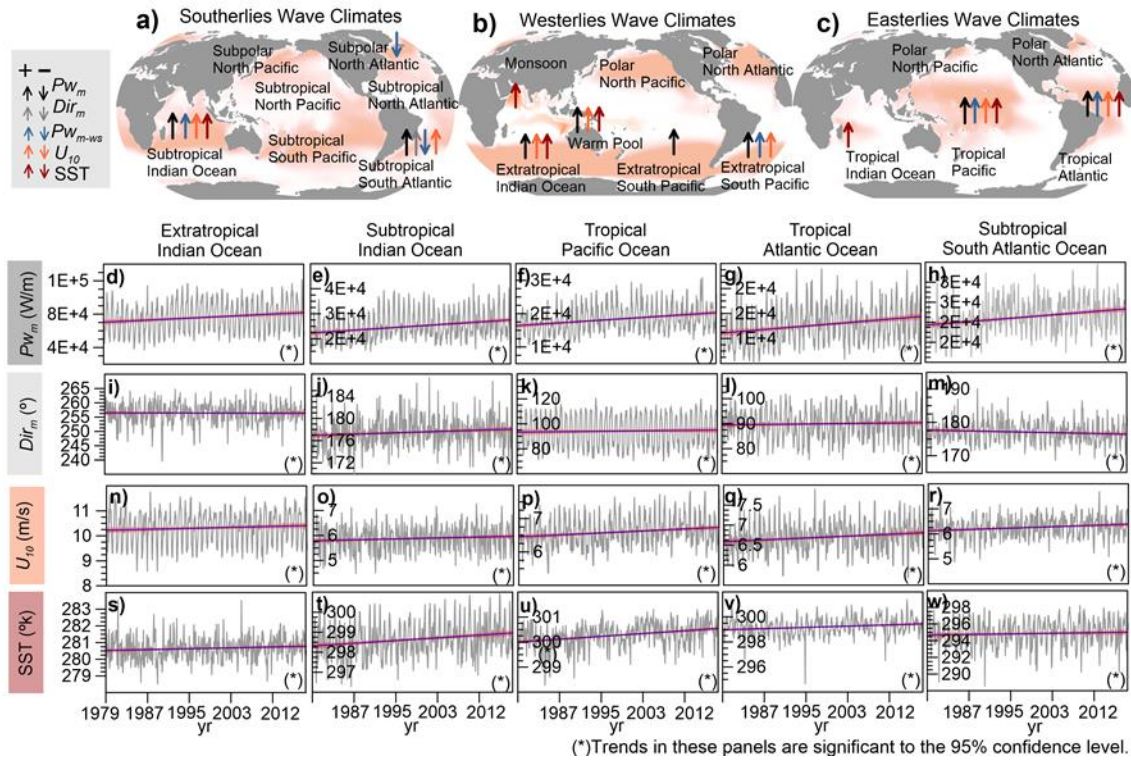 Southerlies Wave Climates
Westerlies Wave Climates
Easterlies Wave Climates
a)
b)
c)
+ −
Pwm
Dirm
Pwm-ws
U10
SST
Subpolar
North Pacific
Subpolar
North Atlantic
Subtropical
North Pacific
Subtropical
North Atlantic
Subtropical
South Pacific
Subtropical
Indian Ocean
Subtropical
South Atlantic
Monsoon
Polar
North Pacific
Polar
North Atlantic
Warm Pool
Extratropical
Indian Ocean
Extratropical
South Pacific
Extratropical
South Pacific
Polar
North Pacific
Polar
North Atlantic
Tropical
Indian Ocean
Tropical
Pacific
Tropical
Atlantic
Extratropical
Indian Ocean
Subtropical
Indian Ocean
Tropical
Pacific Ocean
Tropical
Atlantic Ocean
Subtropical
South Atlantic Ocean
Pwm (W/m)
d)
1E+5
8E+4
4E+4
(*)
e)
4E+4
3E+4
2E+4
(*)
f)
3E+4
2E+4
1E+4
(*)
g)
2E+4
2E+4
1E+4
(*)
h)
3E+4
3E+4
2E+4
2E+4
(*)
Dirm (º)
i)
265
260
255
250
245
240
(*)
j)
184
180
176
172
(*)
k)
120
100
80
(*)
l)
100
90
80
(*)
m)
190
180
170
(*)
U10 (m/s)
n)
11
10
9
8
(*)
o)
7
6
5
(*)
p)
7
6
(*)
q)
7.5
7
6.5
6
(*)
r)
7
6
5
(*)
SST (ºk)
s)
283
282
281
280
279
(*)
t)
300
299
298
297
(*)
u)
301
300
299
(*)
v)
300
298
296
(*)
w)
298
296
294
292
290
(*)
1979 1987 1995 2003 2012
1987 1995 2003 2012
1987 1995 2003 2012
1987 1995 2003 2012
1987 1995 2003 2012
yr
yr
yr
yr
yr
(*)Trends in these panels are significant to the 95% confidence level.